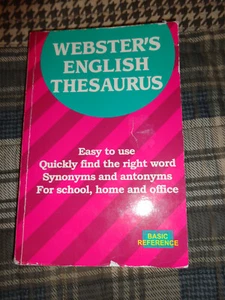 WEBSTER'S
ENGLISH
THESAURUS
Easy to use
Quickly find the right word
Synonyms and antonyms
For school, home and office
BASIC
REFERENCE